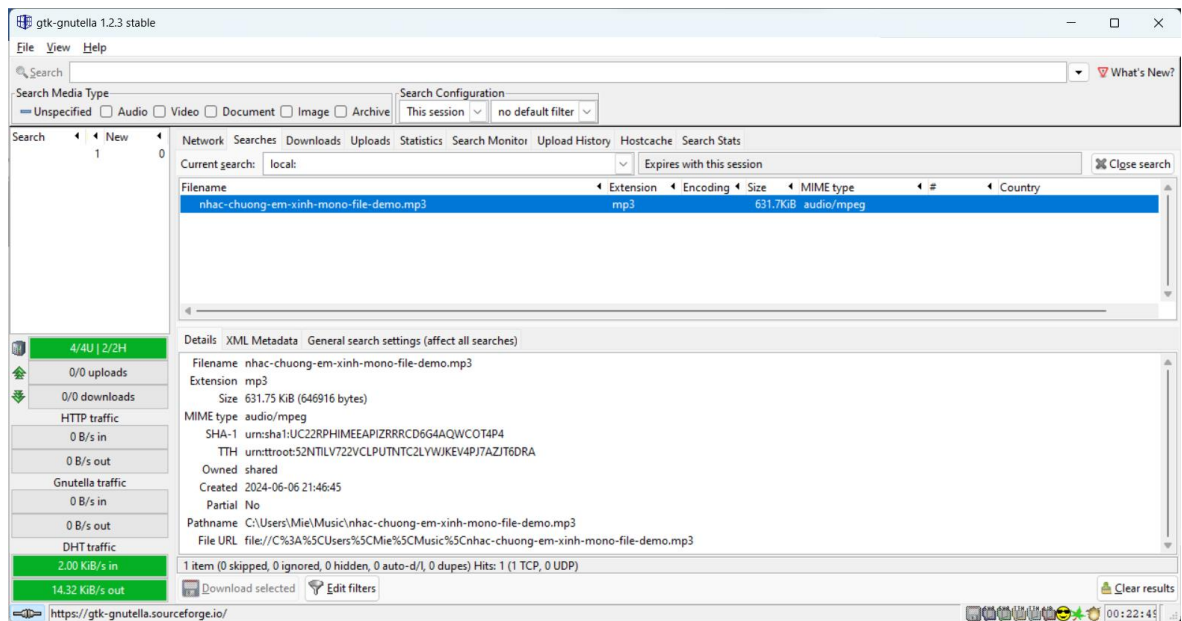 gtk-gnutella 1.2.3 stable
File View Help
Search What's New?
Search Media Type Search Configuration
Unspecified Audio Video Document Image Archive This session no default filter
Search New
1 0
Network Searches Downloads Uploads Statistics Search Monitor Upload History Hostcache Search Stats
Current search: local: Expires with this session Close search
Filename Extension Encoding Size MIME type # Country
nhac-chuong-em-xinh-mono-file-demo.mp3 mp3 631.7KiB audio/mpeg
4/4U | 2/2H
0/0 uploads
0/0 downloads
HTTP traffic
0 B/s in
0 B/s out
Gnutella traffic
0 B/s in
0 B/s out
DHT traffic
2.00 KiB/s in
14.32 KiB/s out
Details XML Metadata General search settings (affect all searches)
Filename nhac-chuong-em-xinh-mono-file-demo.mp3
Extension mp3
Size 631.75 KiB (646916 bytes)
MIME type audio/mpeg
SHA-1 urn:sha1:UC22RPHIMEEAPIZRRRCD6G4AQWCOT4P4
TTH urn:ttroot:52NTILV722VCLPUTNTC2LYWJKEV4PJ7AZJT6DRA
Owned shared
Created 2024-06-06 21:46:45
Partial No
Pathname C:\Users\Mie\Music\nhac-chuong-em-xinh-mono-file-demo.mp3
File URL file://C%3A%5CUsers%5CMie%5CMusic%5Cnhac-chuong-em-xinh-mono-file-demo.mp3
1 item (0 skipped, 0 ignored, 0 hidden, 0 auto-d/l, 0 dupes) Hits: 1 (1 TCP, 0 UDP)
Download selected Edit filters Clear results
https://gtk-gnutella.sourceforge.io/ 00:22:49